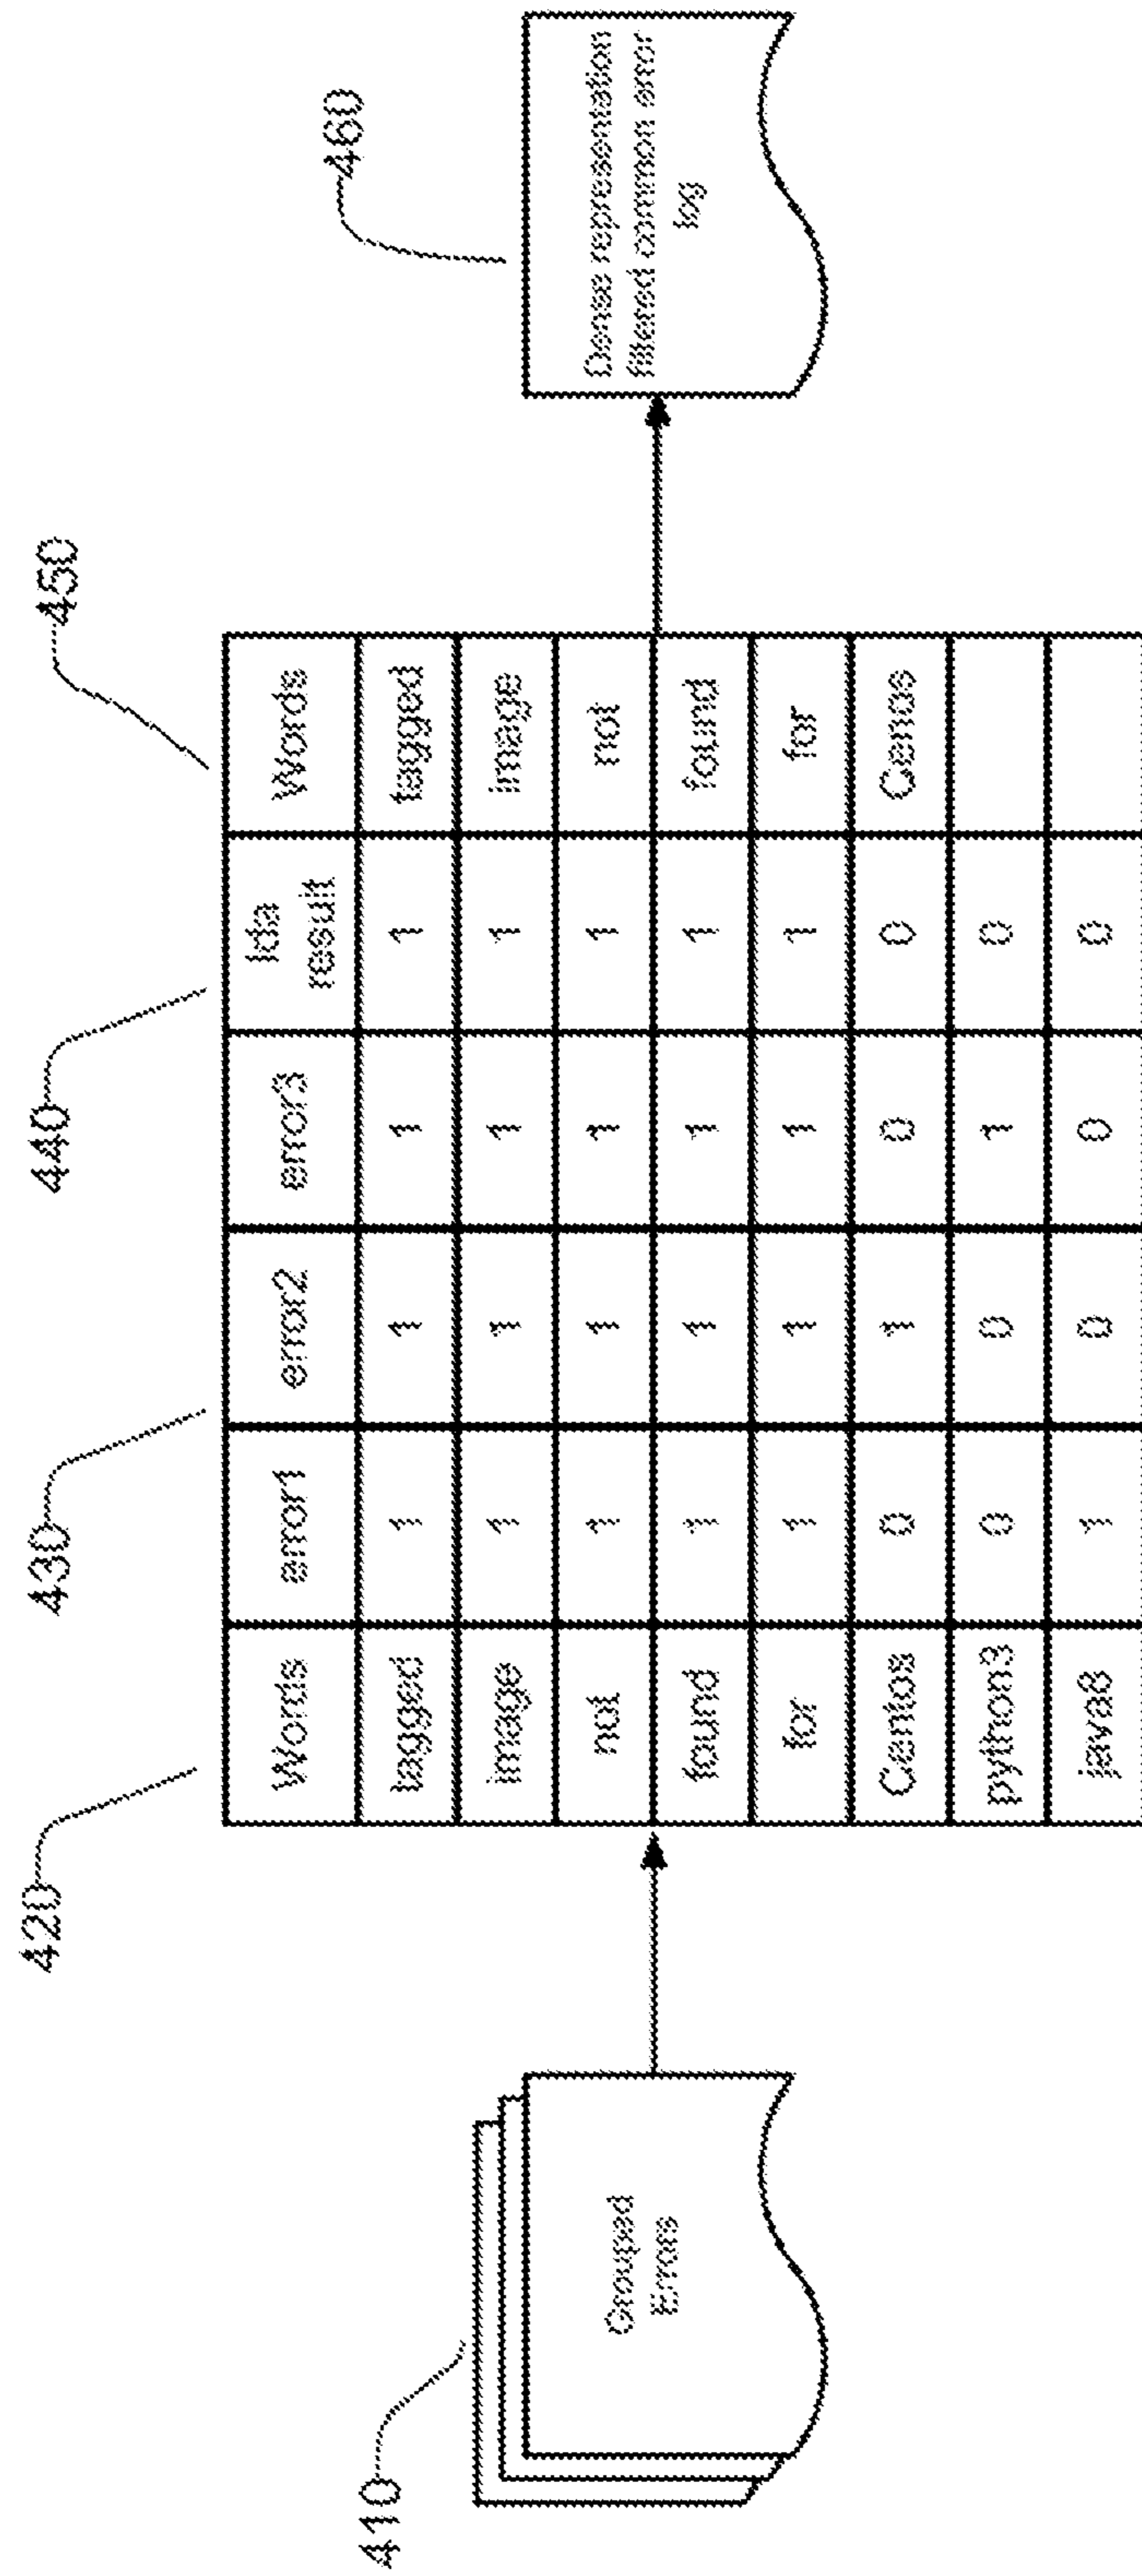 410
420
430
440
450
460
Grouped
Errors
Words error1 error2 error3 lda result Words
tagged 1 1 1 1 tagged
image 1 1 1 1 image
not 1 1 1 1 not
found 1 1 1 1 found
for 1 1 1 1 for
Centos 0 1 0 0 Cenos
python3 0 0 1 0
java8 1 0 0 0
Dense representation
filtered common error
log